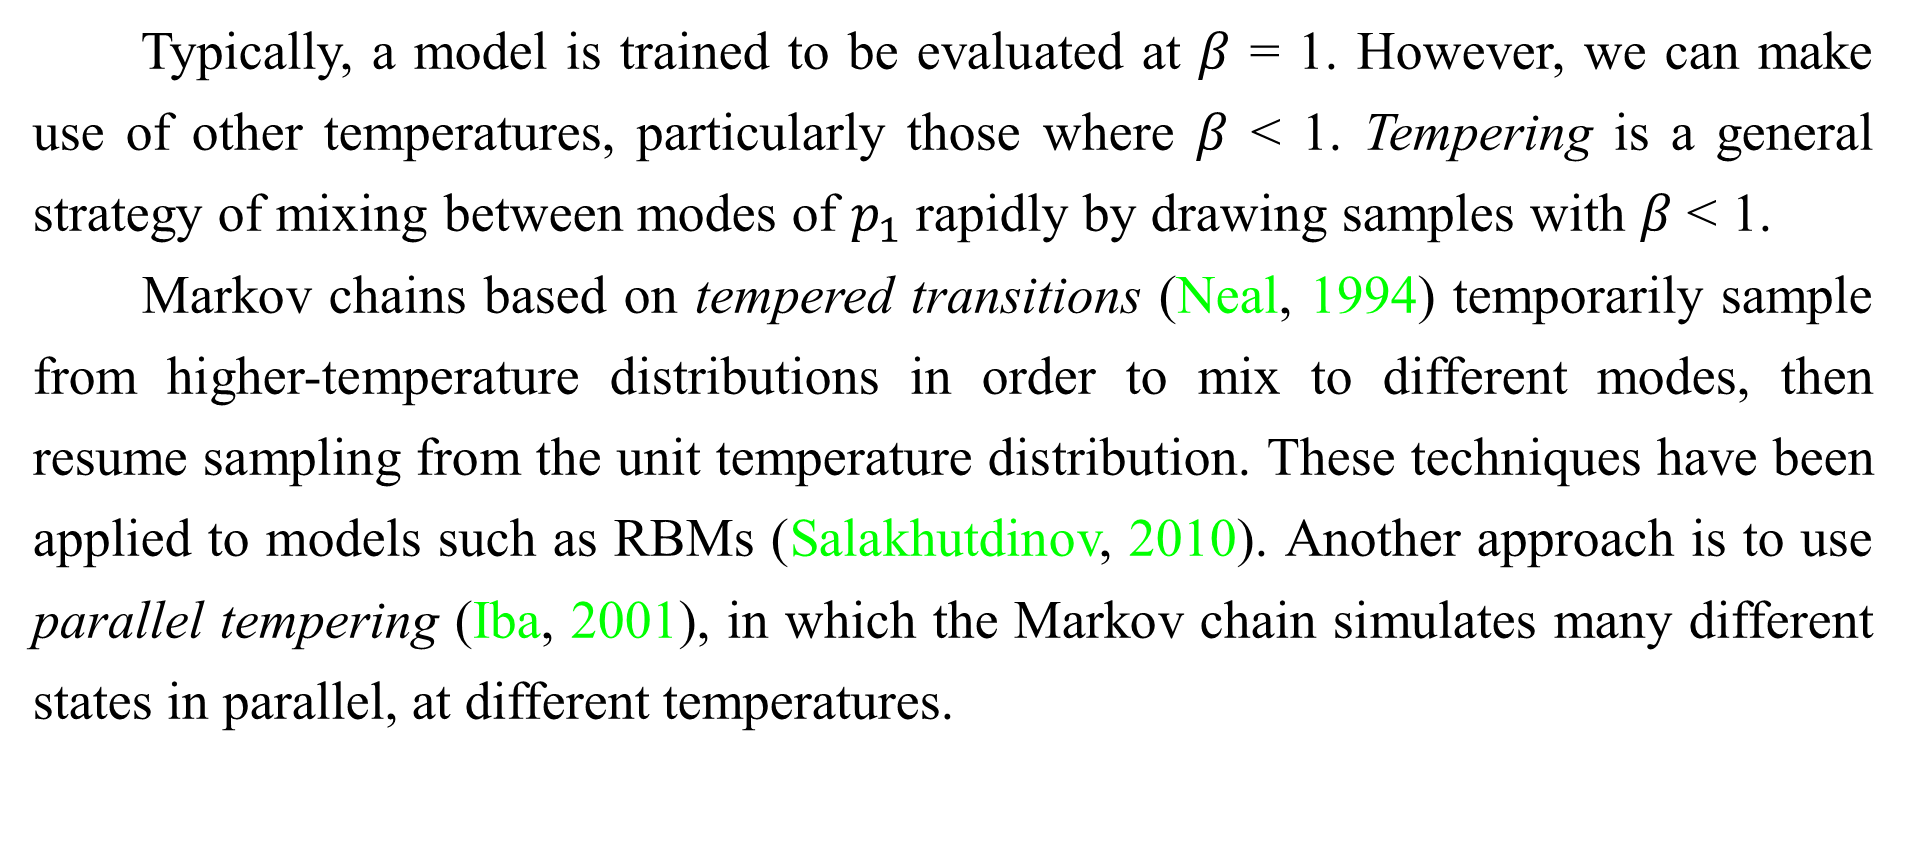 Typically, a model is trained to be evaluated at β = 1. However, we can make
use of other temperatures, particularly those where β < 1. Tempering is a general
strategy of mixing between modes of p₁ rapidly by drawing samples with β < 1.
Markov chains based on tempered transitions (Neal, 1994) temporarily sample
from higher-temperature distributions in order to mix to different modes, then
resume sampling from the unit temperature distribution. These techniques have been
applied to models such as RBMs (Salakhutdinov, 2010). Another approach is to use
parallel tempering (Iba, 2001), in which the Markov chain simulates many different
states in parallel, at different temperatures.